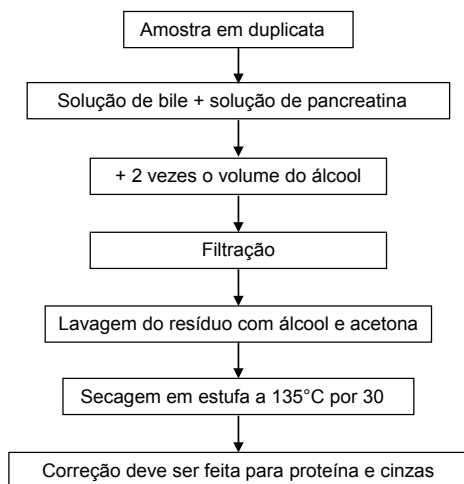 Amostra em duplicata
Solução de bile + solução de pancreatina
+ 2 vezes o volume do álcool
Filtração
Lavagem do resíduo com álcool e acetona
Secagem em estufa a 135°C por 30
Correção deve ser feita para proteína e cinzas